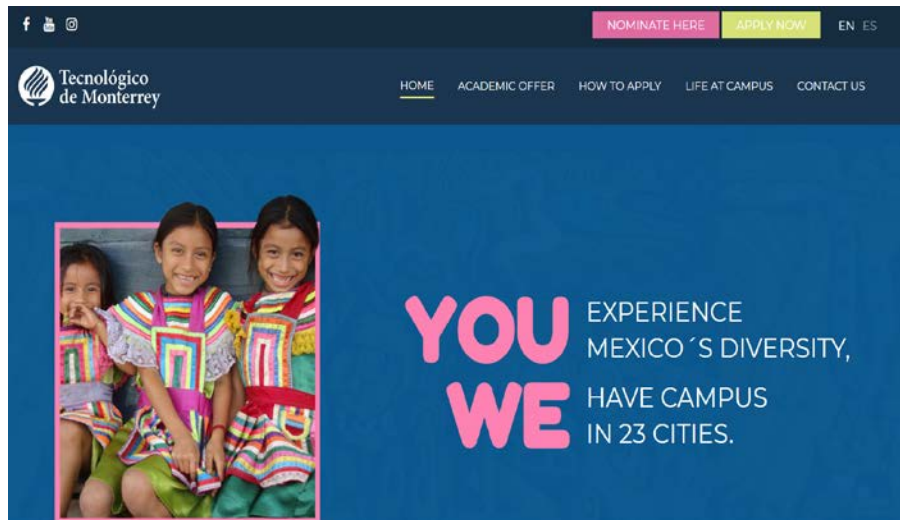 NOMINATE HERE
APPLY NOW
EN ES
Tecnológico
de Monterrey
HOME ACADEMIC OFFER HOW TO APPLY LIFE AT CAMPUS CONTACT US
YOU EXPERIENCE
MEXICO´S DIVERSITY,
WE HAVE CAMPUS
IN 23 CITIES.